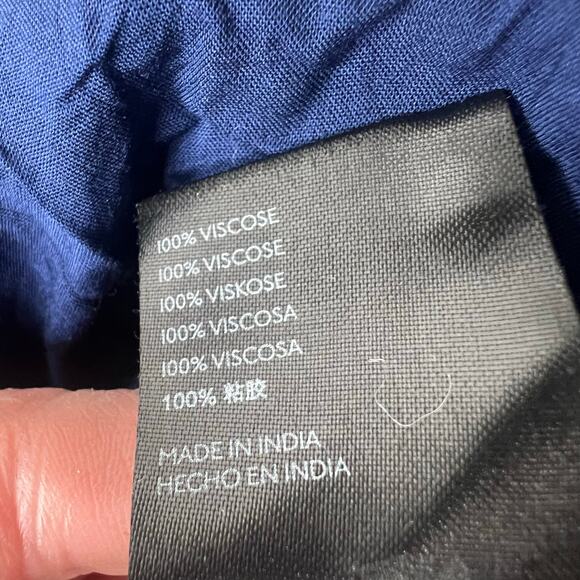 100% VISCOSE
100% VISCOSE
100% VISKOSE
100% VISCOSA
100% VISCOSA
100% 粘胶
MADE IN INDIA
HECHO EN INDIA